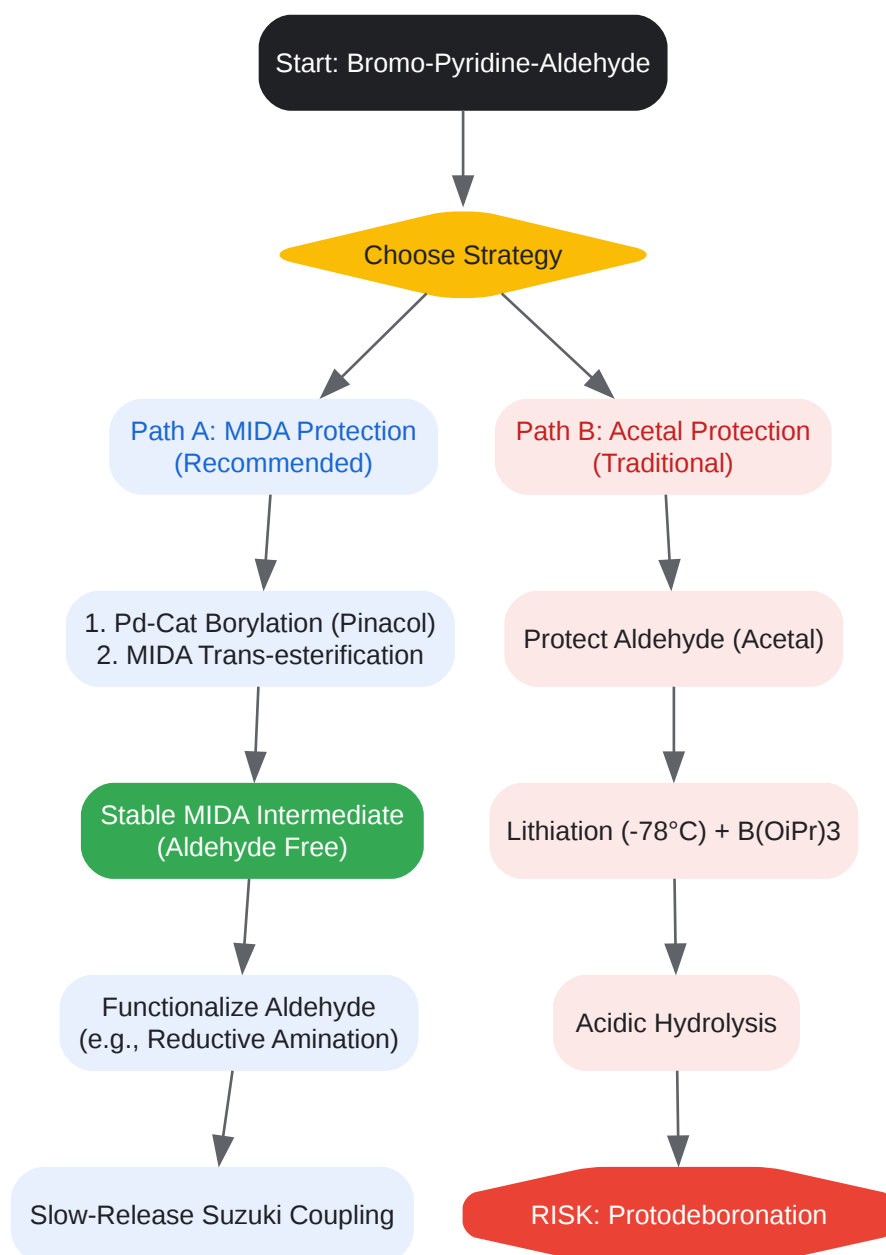 Start: Bromo-Pyridine-Aldehyde
Choose Strategy
Path A: MIDA Protection
(Recommended)
Path B: Acetal Protection
(Traditional)
1. Pd-Cat Borylation (Pinacol)
2. MIDA Trans-esterification
Protect Aldehyde (Acetal)
Stable MIDA Intermediate
(Aldehyde Free)
Lithiation (-78°C) + B(OiPr)3
Functionalize Aldehyde
(e.g., Reductive Amination)
Acidic Hydrolysis
Slow-Release Suzuki Coupling
RISK: Protodeboronation